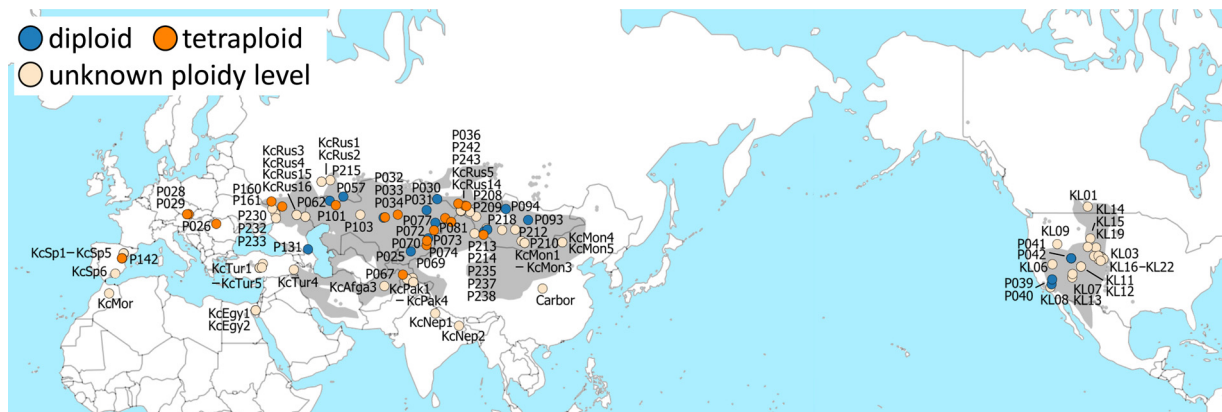 diploid
tetraploid
unknown ploidy level
P028
P029
P026
KcSp1–KcSp5
KcSp6
P142
KcMor
KcEgy1
KcEgy2
KcTur1
–KcTur5
KcTur4
P131
P160
P161
P230
P232
P233
KcRus3
KcRus4
KcRus15
KcRus16
KcRus1
KcRus2
P215
P062
P057
P101
P103
P032
P033
P034
P030
P031
P077
P072
P070
P025
P067
KcAfga3
KcPak1
–KcPak4
P069
P074
P073
P081
P036
P242
P243
KcRus5
KcRus14
P208
P209
P218
P094
P093
P212
P210
P213
P214
P235
P237
P238
KcMon1
–KcMon3
KcMon4
KcMon5
Carbor
KcNep1
KcNep2
KL01
KL14
KL15
KL19
KL09
P041
P042
KL06
P039
P040
KL08
KL07
KL13
KL03
KL16–KL22
KL11
KL12